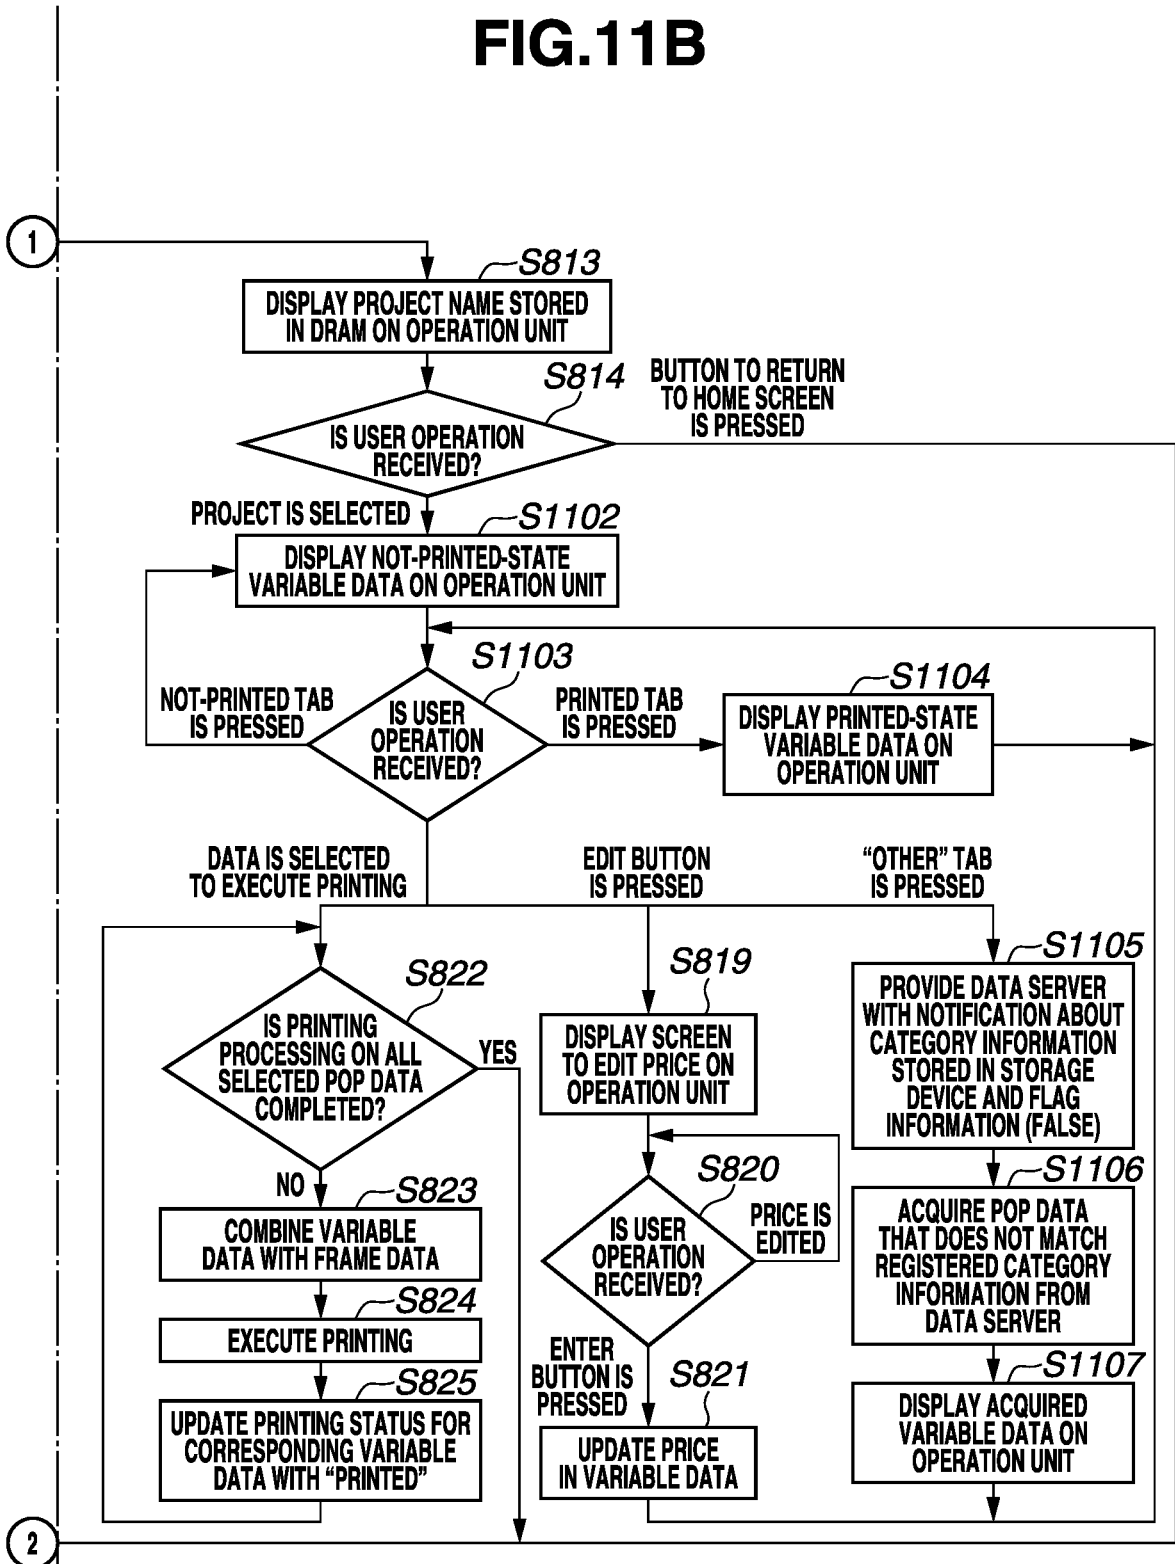 FIG.11B
1
S813
DISPLAY PROJECT NAME STORED
IN DRAM ON OPERATION UNIT
S814
BUTTON TO RETURN
TO HOME SCREEN
IS PRESSED
IS USER OPERATION
RECEIVED?
PROJECT IS SELECTED
S1102
DISPLAY NOT-PRINTED-STATE
VARIABLE DATA ON OPERATION UNIT
S1103
NOT-PRINTED TAB
IS PRESSED
IS USER
OPERATION
RECEIVED?
PRINTED TAB
IS PRESSED
S1104
DISPLAY PRINTED-STATE
VARIABLE DATA ON
OPERATION UNIT
DATA IS SELECTED
TO EXECUTE PRINTING
EDIT BUTTON
IS PRESSED
“OTHER” TAB
IS PRESSED
S822
IS PRINTING
PROCESSING ON ALL
SELECTED POP DATA
COMPLETED?
YES
NO
S823
COMBINE VARIABLE
DATA WITH FRAME DATA
S824
EXECUTE PRINTING
S825
UPDATE PRINTING STATUS FOR
CORRESPONDING VARIABLE
DATA WITH “PRINTED”
S819
DISPLAY SCREEN
TO EDIT PRICE ON
OPERATION UNIT
S820
IS USER
OPERATION
RECEIVED?
PRICE IS
EDITED
ENTER
BUTTON IS
PRESSED
S821
UPDATE PRICE
IN VARIABLE DATA
S1105
PROVIDE DATA SERVER
WITH NOTIFICATION ABOUT
CATEGORY INFORMATION
STORED IN STORAGE
DEVICE AND FLAG
INFORMATION (FALSE)
S1106
ACQUIRE POP DATA
THAT DOES NOT MATCH
REGISTERED CATEGORY
INFORMATION FROM
DATA SERVER
S1107
DISPLAY ACQUIRED
VARIABLE DATA ON
OPERATION UNIT
2